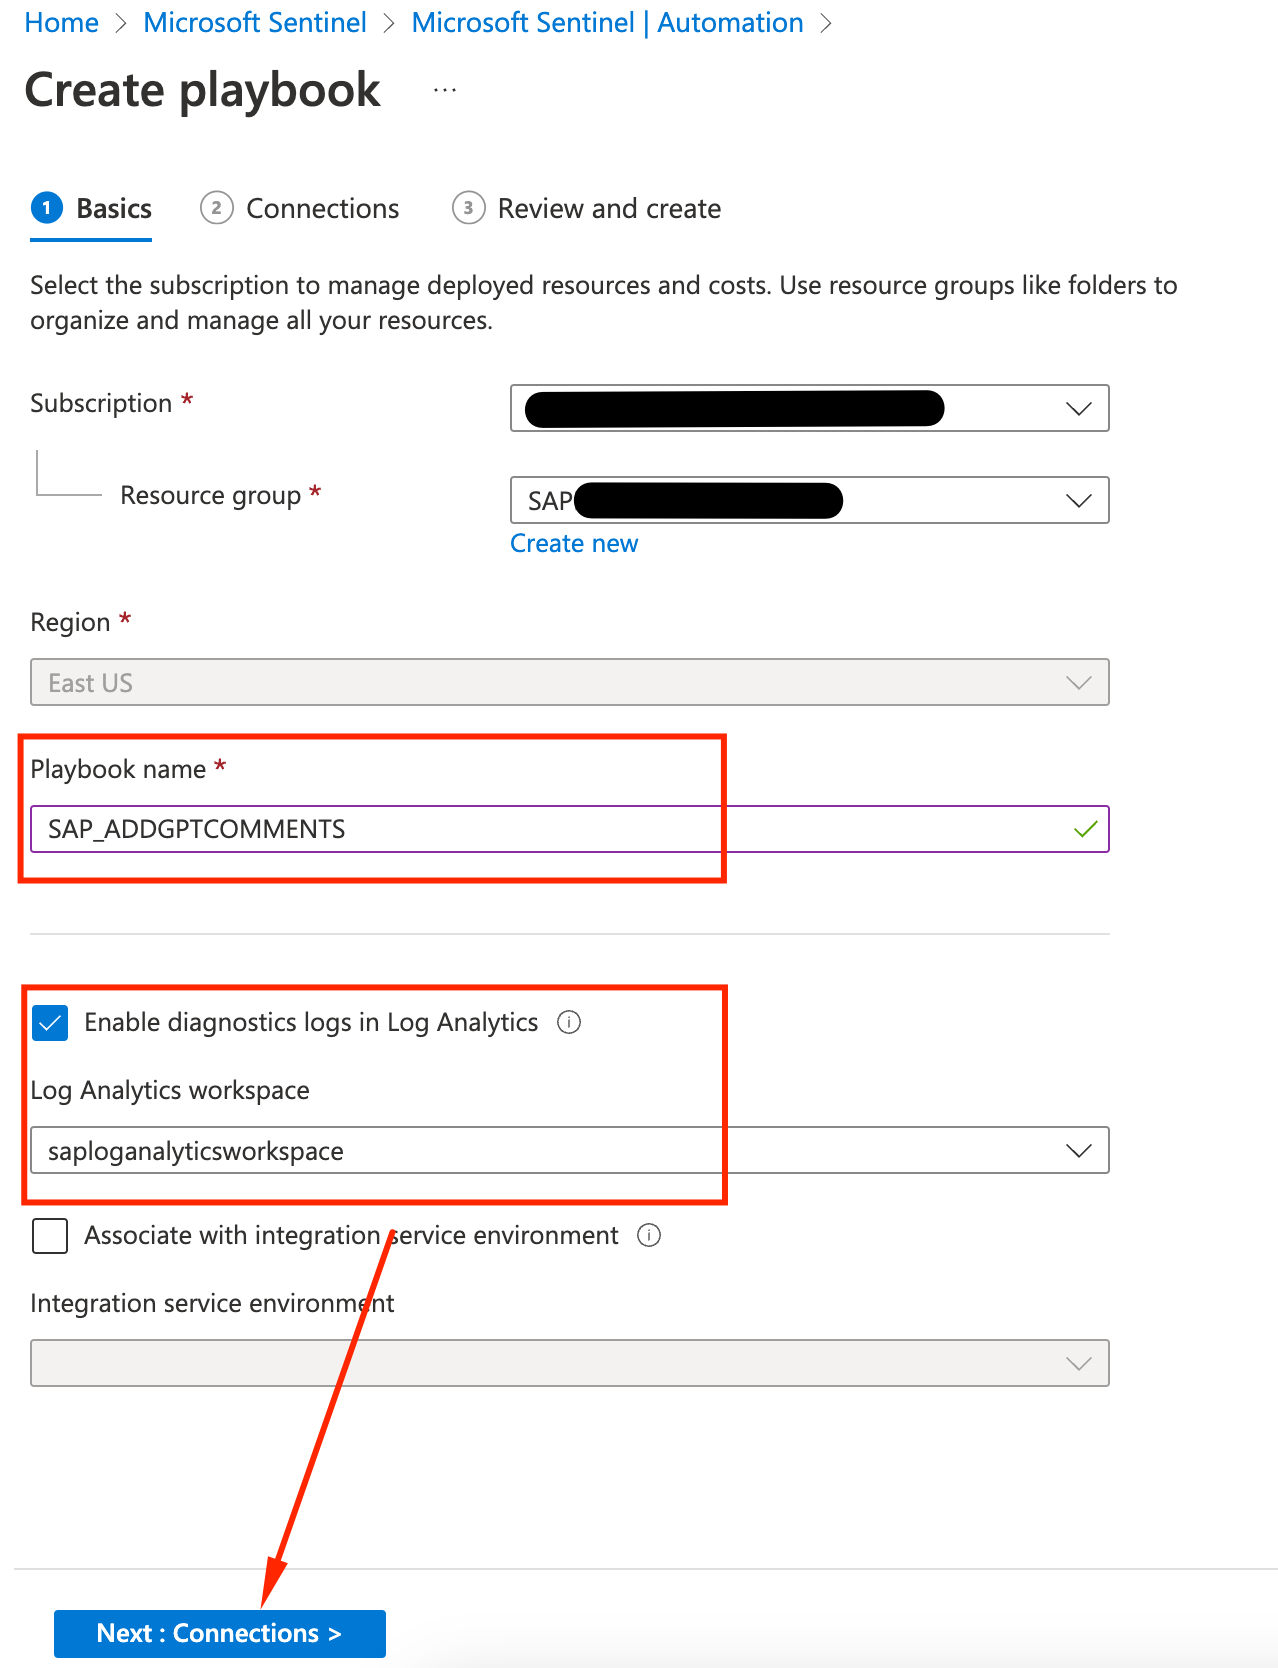 Home > Microsoft Sentinel > Microsoft Sentinel | Automation >
Create playbook ...
1 Basics 2 Connections 3 Review and create
Select the subscription to manage deployed resources and costs. Use resource groups like folders to
organize and manage all your resources.
Subscription *
Resource group * SAP
Create new
Region *
East US
Playbook name *
SAP_ADDGPTCOMMENTS
Enable diagnostics logs in Log Analytics
Log Analytics workspace
saploganalyticsworkspace
Associate with integration service environment
Integration service environment
Next : Connections >